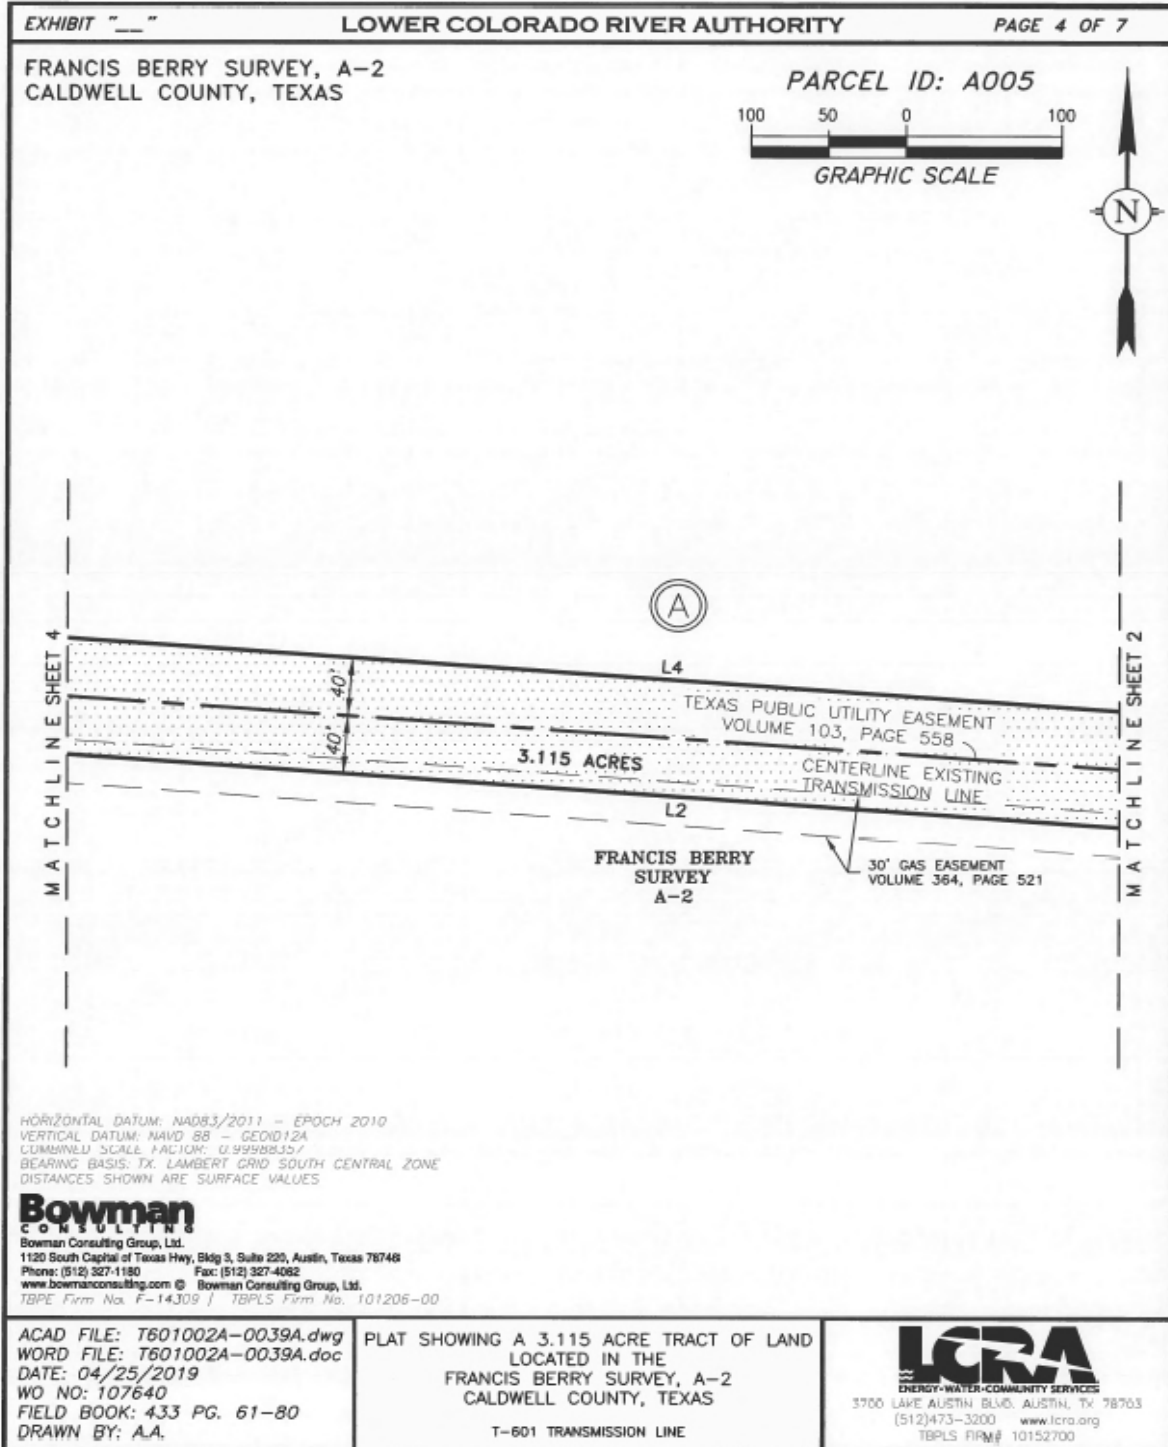 EXHIBIT "__"
LOWER COLORADO RIVER AUTHORITY
PAGE 4 OF 7
FRANCIS BERRY SURVEY, A-2
CALDWELL COUNTY, TEXAS
PARCEL ID: A005
100 50 0 100
GRAPHIC SCALE
N
A
MATCHLINE SHEET 4
MATCHLINE SHEET 2
L4
40'
40'
TEXAS PUBLIC UTILITY EASEMENT
VOLUME 103, PAGE 558
3.115 ACRES
CENTERLINE EXISTING
TRANSMISSION LINE
L2
FRANCIS BERRY
SURVEY
A-2
30' GAS EASEMENT
VOLUME 364, PAGE 521
HORIZONTAL DATUM: NAD83/2011 - EPOCH 2010
VERTICAL DATUM: NAVD 88 - GEOID12A
COMBINED SCALE FACTOR: 0.99988357
BEARING BASIS: TX. LAMBERT GRID SOUTH CENTRAL ZONE
DISTANCES SHOWN ARE SURFACE VALUES
Bowman
CONSULTING
Bowman Consulting Group, Ltd.
1120 South Capital of Texas Hwy, Bldg 3, Suite 220, Austin, Texas 78746
Phone: (512) 327-1180 Fax: (512) 327-4062
www.bowmanconsulting.com © Bowman Consulting Group, Ltd.
TBPE Firm No. F-14309 | TBPLS Firm No. 101206-00
ACAD FILE: T601002A-0039A.dwg
WORD FILE: T601002A-0039A.doc
DATE: 04/25/2019
WO NO: 107640
FIELD BOOK: 433 PG. 61-80
DRAWN BY: A.A.
PLAT SHOWING A 3.115 ACRE TRACT OF LAND
LOCATED IN THE
FRANCIS BERRY SURVEY, A-2
CALDWELL COUNTY, TEXAS
T-601 TRANSMISSION LINE
LCRA
ENERGY•WATER•COMMUNITY SERVICES
3700 LAKE AUSTIN BLVD. AUSTIN, TX 78703
(512)473-3200 www.lcra.org
TBPLS FIRM# 10152700